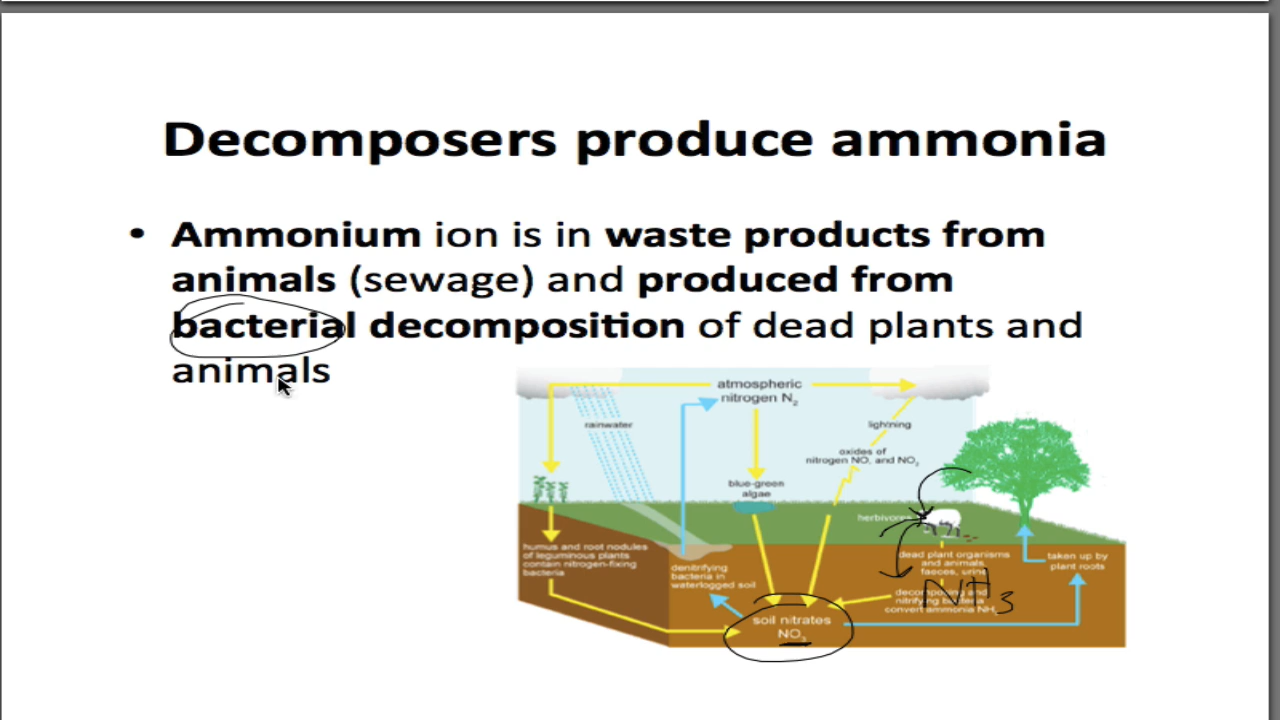 Decomposers produce ammonia
• Ammonium ion is in waste products from
animals (sewage) and produced from
bacterial decomposition of dead plants and
animals
atmospheric
nitrogen N2
rainwater
lightning
oxides of
nitrogen NO, and NO2
blue-green
algae
herbivores
humus and root nodules
of leguminous plants
contain nitrogen-fixing
bacteria
denitrifying
bacteria in
waterlogged soil
dead plant organisms
and animals,
faeces, urine
taken up by
plant roots
NH3
decomposing and
nitrifying bacteria
convert ammonia NH3
soil nitrates
NO3